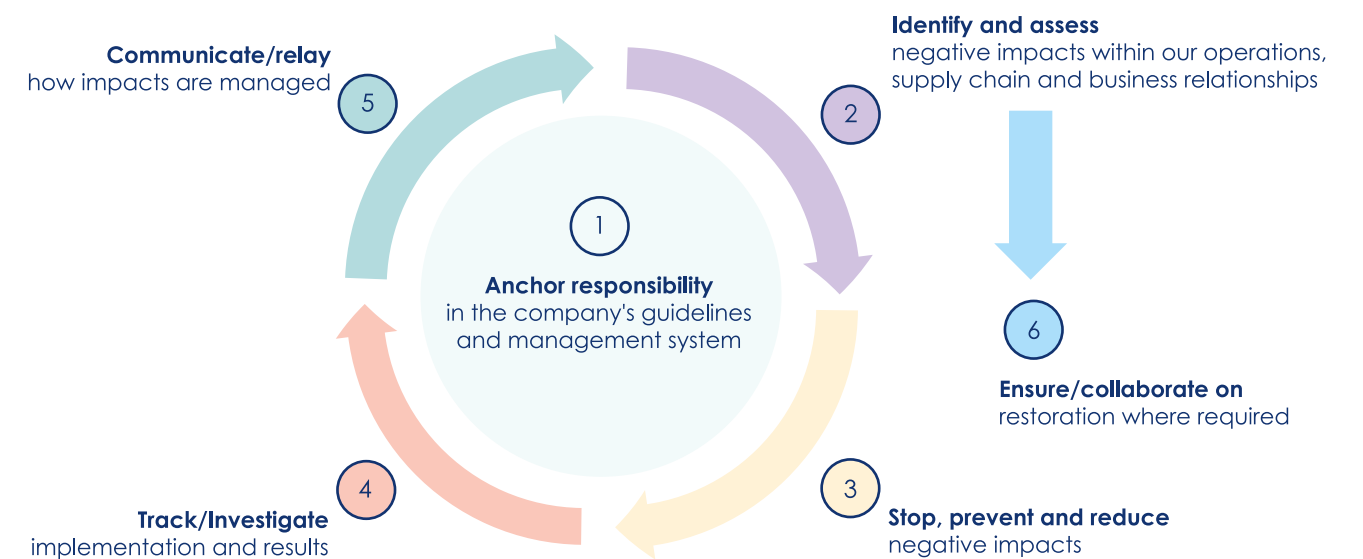 1
Anchor responsibility
in the company's guidelines
and management system
2
Identify and assess
negative impacts within our operations,
supply chain and business relationships
3
Stop, prevent and reduce
negative impacts
4
Track/Investigate
implementation and results
5
Communicate/relay
how impacts are managed
6
Ensure/collaborate on
restoration where required